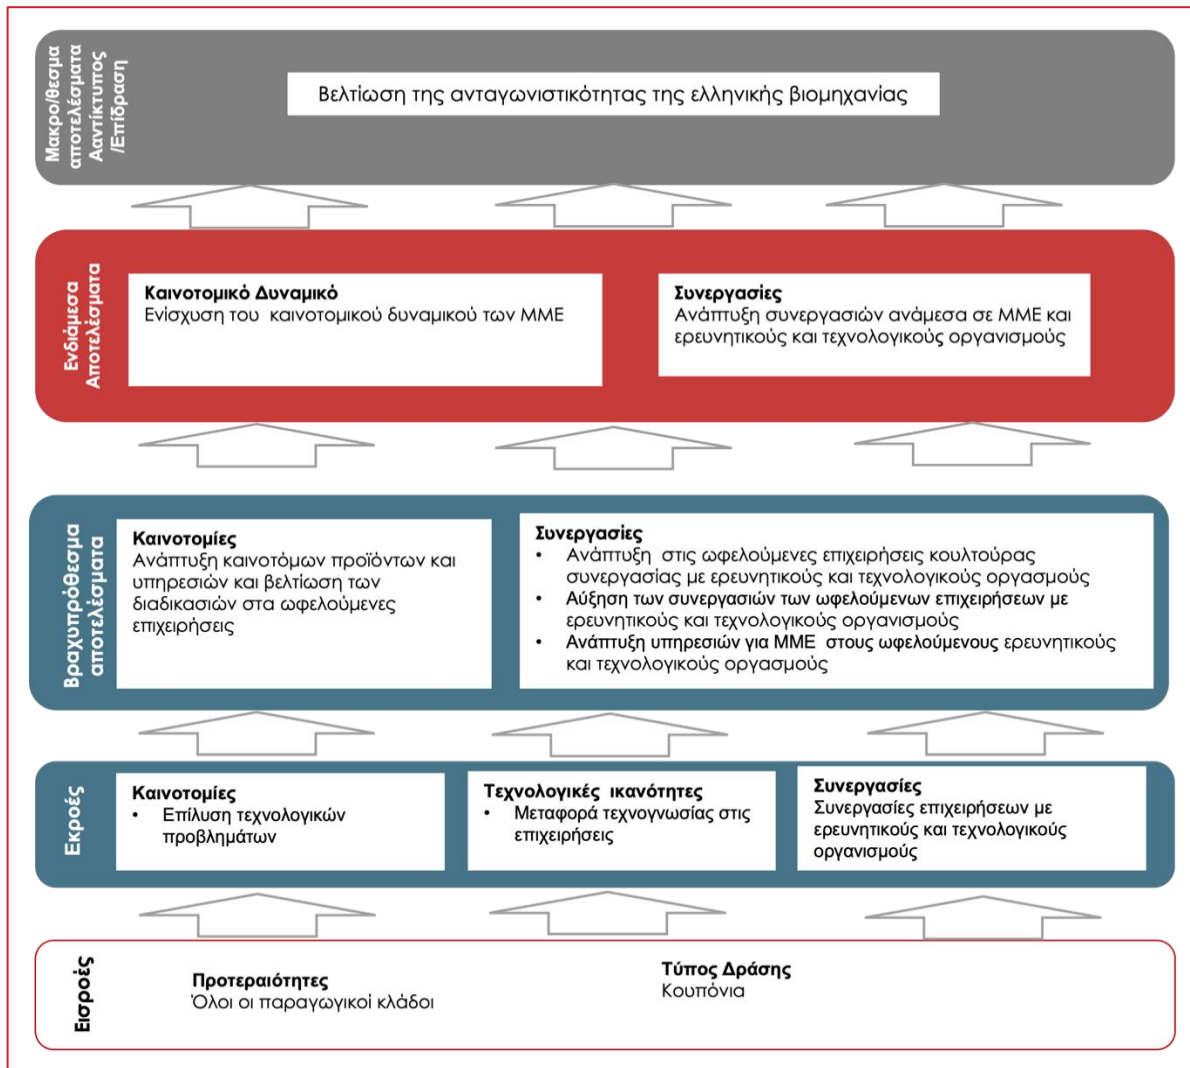 Μακρο/θεσμα
αποτελέσματα
Ααντίκτυπος
/Επίδραση
Βελτίωση της ανταγωνιστικότητας της ελληνικής βιομηχανίας
Ενδιάμεσα
Αποτελέσματα
Καινοτομικό Δυναμικό
Ενίσχυση του καινοτομικού δυναμικού των ΜΜΕ
Συνεργασίες
Ανάπτυξη συνεργασιών ανάμεσα σε ΜΜΕ και
ερευνητικούς και τεχνολογικούς οργανισμούς
Βραχυπρόθεσμα
αποτελέσματα
Καινοτομίες
Ανάπτυξη καινοτόμων προϊόντων και
υπηρεσιών και βελτίωση των
διαδικασιών στα ωφελούμενες
επιχειρήσεις
Συνεργασίες
• Ανάπτυξη στις ωφελούμενες επιχειρήσεις κουλτούρας
συνεργασίας με ερευνητικούς και τεχνολογικούς οργασμούς
• Αύξηση των συνεργασιών των ωφελούμενων επιχειρήσεων με
ερευνητικούς και τεχνολογικούς οργανισμούς
• Ανάπτυξη υπηρεσιών για ΜΜΕ στους ωφελούμενους ερευνητικούς
και τεχνολογικούς οργασμούς
Εκροές
Καινοτομίες
• Επίλυση τεχνολογικών
προβλημάτων
Τεχνολογικές ικανότητες
• Μεταφορά τεχνογνωσίας στις
επιχειρήσεις
Συνεργασίες
Συνεργασίες επιχειρήσεων με
ερευνητικούς και τεχνολογικούς
οργανισμούς
Εισροές
Προτεραιότητες
Όλοι οι παραγωγικοί κλάδοι
Τύπος Δράσης
Κουπόνια